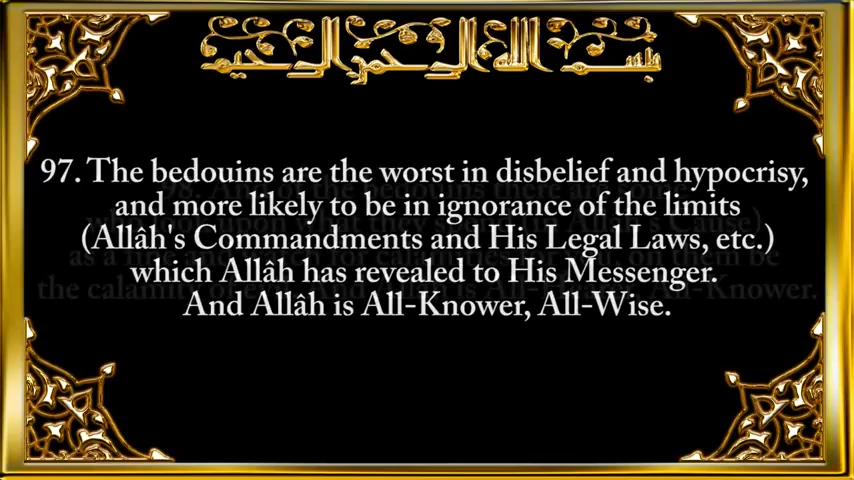 بسم الله الرحمن الرحيم
97. The bedouins are the worst in disbelief and hypocrisy,
and more likely to be in ignorance of the limits
(Allâh's Commandments and His Legal Laws, etc.)
which Allâh has revealed to His Messenger.
And Allâh is All-Knower, All-Wise.